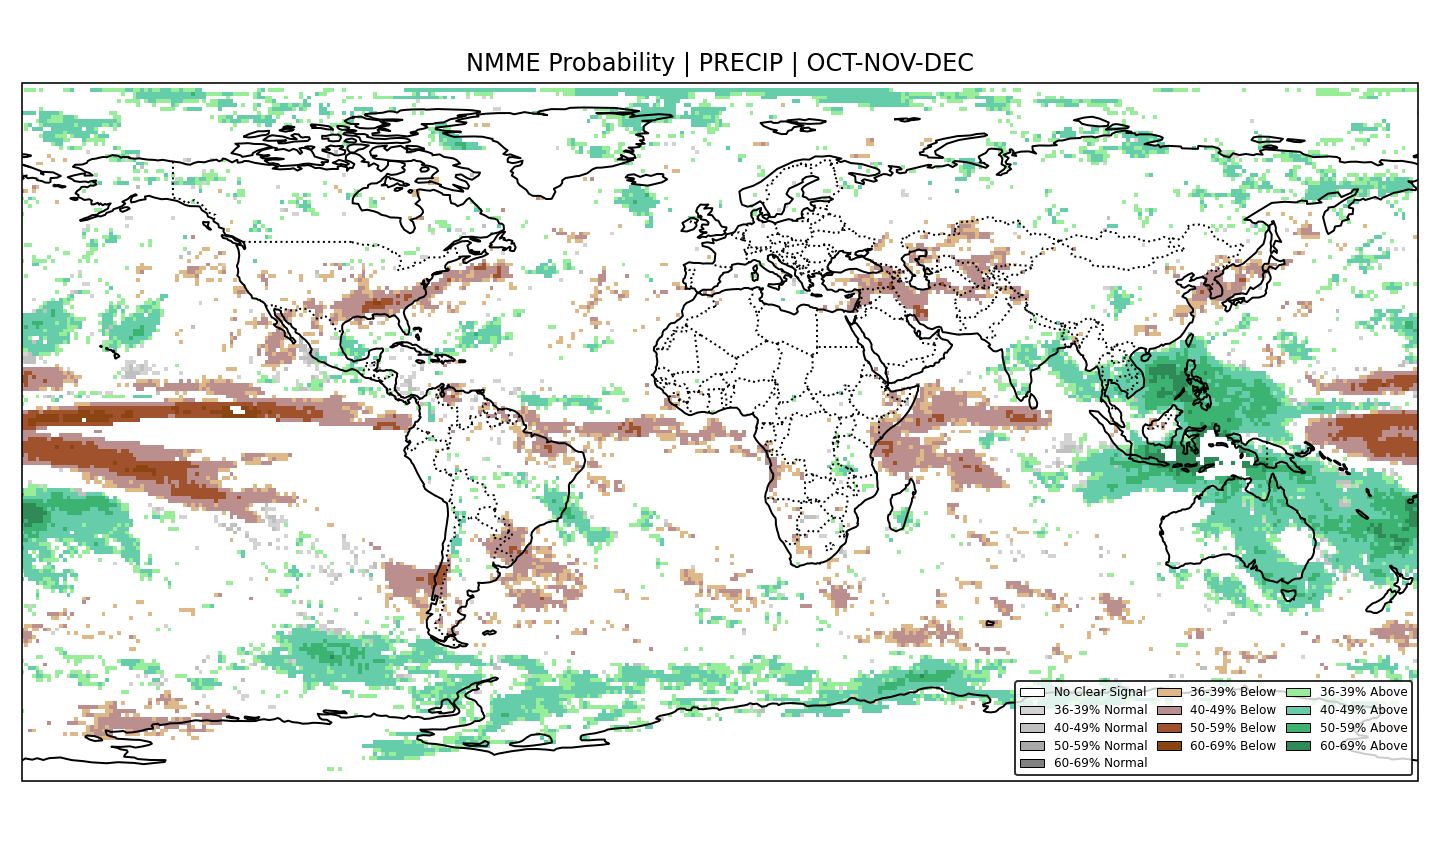 NMME Probability | PRECIP | OCT-NOV-DEC
No Clear Signal
36-39% Normal
40-49% Normal
50-59% Normal
60-69% Normal
36-39% Below
40-49% Below
50-59% Below
60-69% Below
36-39% Above
40-49% Above
50-59% Above
60-69% Above